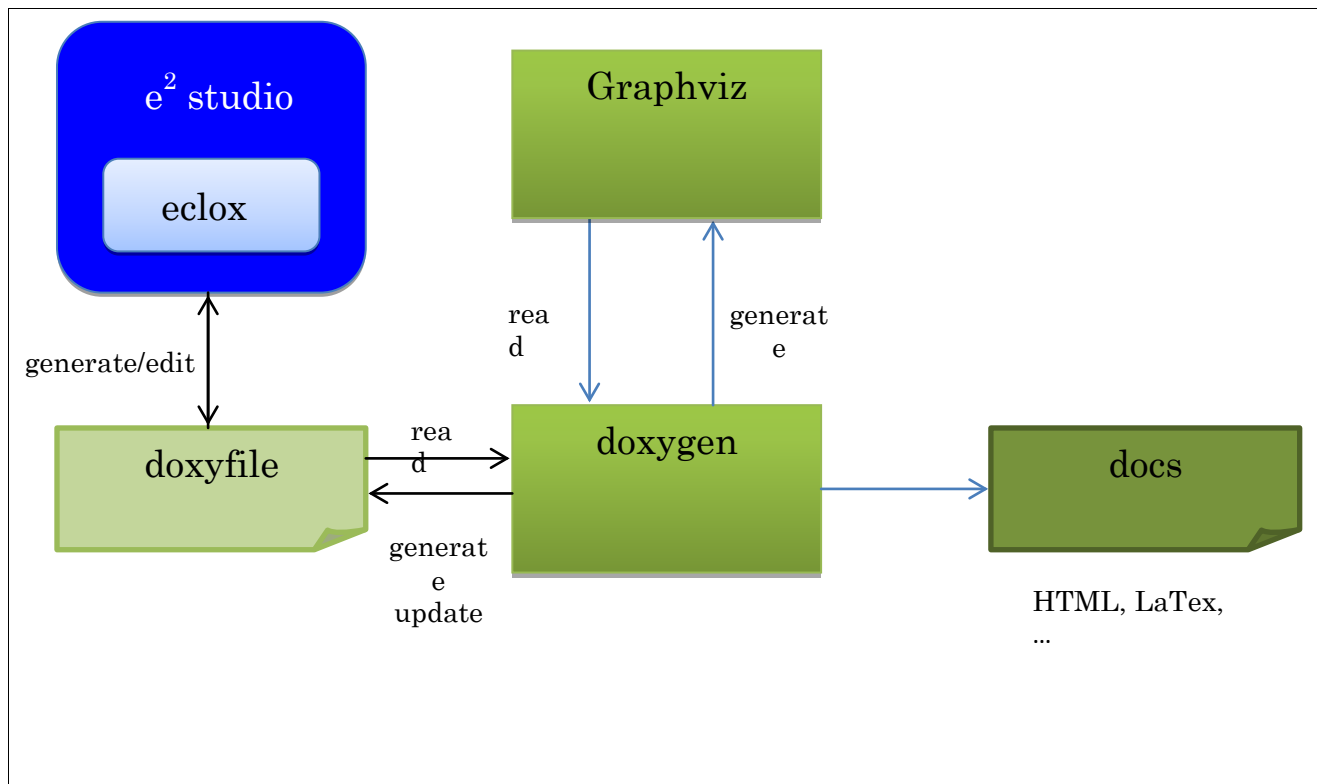 e² studio
eclox
Graphviz
rea
d
generat
e
generate/edit
doxyfile
rea
d
generat
e
update
doxygen
docs
HTML, LaTex,
...